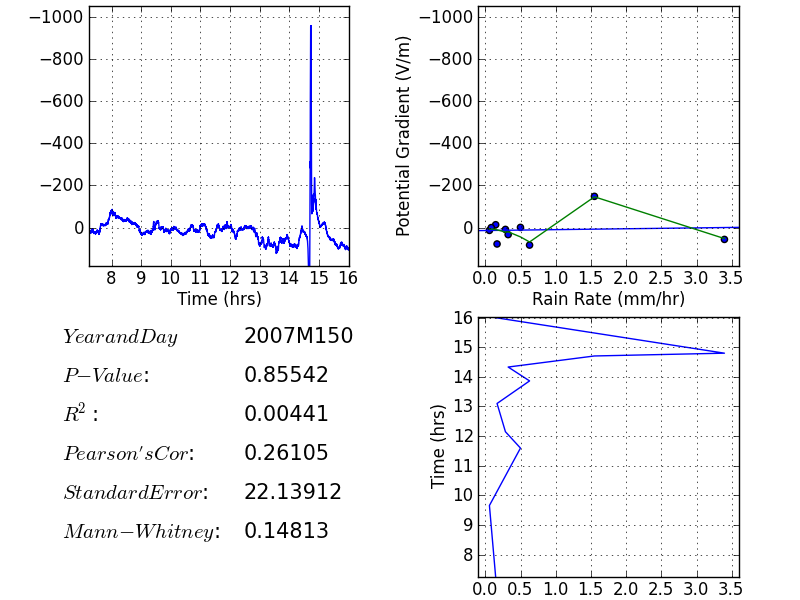 −1000
−800
−600
−400
−200
0
8 9 10 11 12 13 14 15 16
Time (hrs)
Potential Gradient (V/m)
−1000
−800
−600
−400
−200
0
0.0 0.5 1.0 1.5 2.0 2.5 3.0 3.5
Rain Rate (mm/hr)
YearandDay 2007M150
P−Value: 0.85542
R²: 0.00441
Pearson'sCor: 0.26105
StandardError: 22.13912
Mann−Whitney: 0.14813
Time (hrs)
16
15
14
13
12
11
10
9
8
0.0 0.5 1.0 1.5 2.0 2.5 3.0 3.5